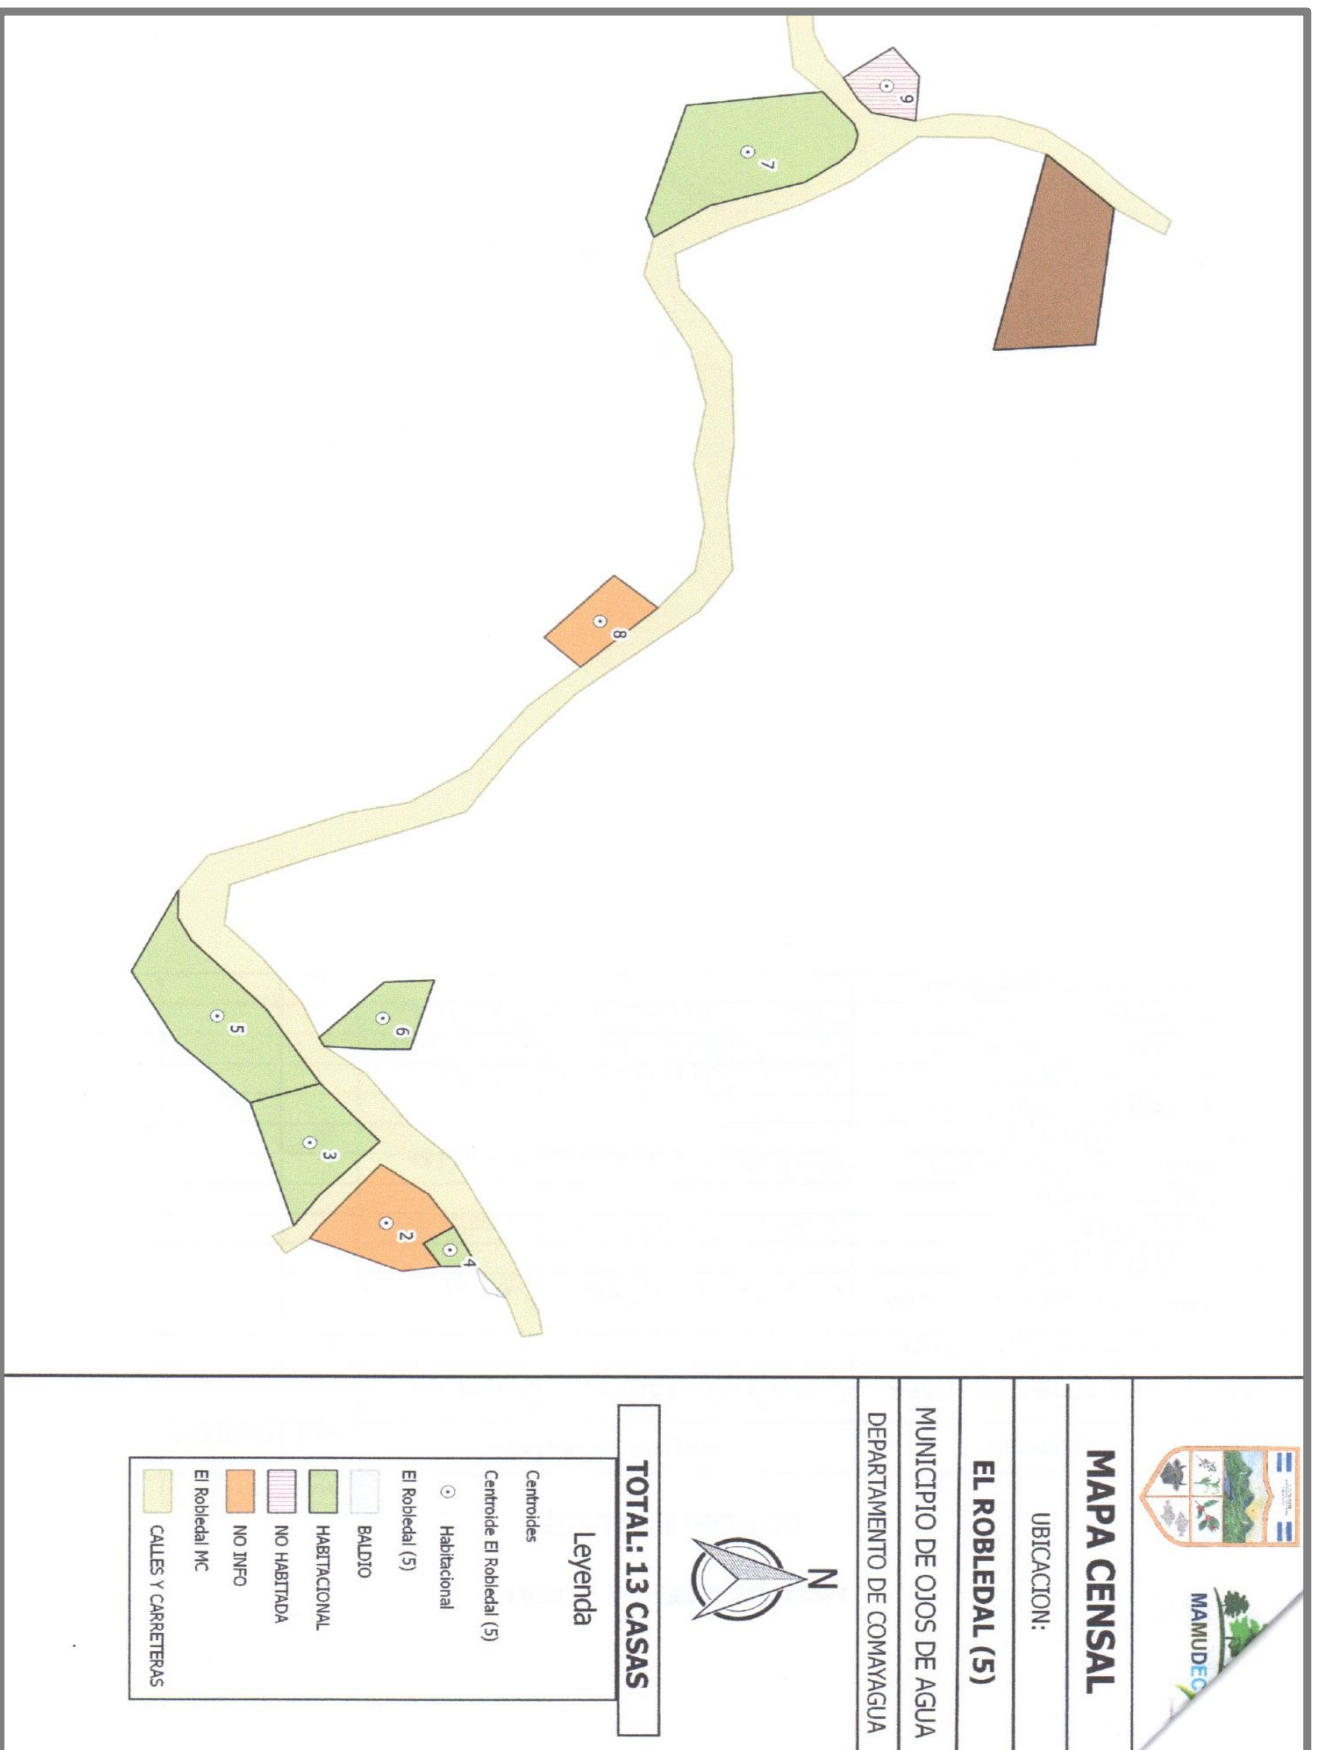 MAMUDEC
MAPA CENSAL
UBICACION:
EL ROBLEDAL (5)
MUNICIPIO DE OJOS DE AGUA
DEPARTAMENTO DE COMAYAGUA
N
TOTAL: 13 CASAS
Leyenda
Centroides
Centroide El Robledal (5)
Habitacional
El Robledal (5)
BALDIO
HABITACIONAL
NO HABITADA
NO INFO
El Robledal MC
CALLES Y CARRETERAS
9
7
8
4
2
6
3
5